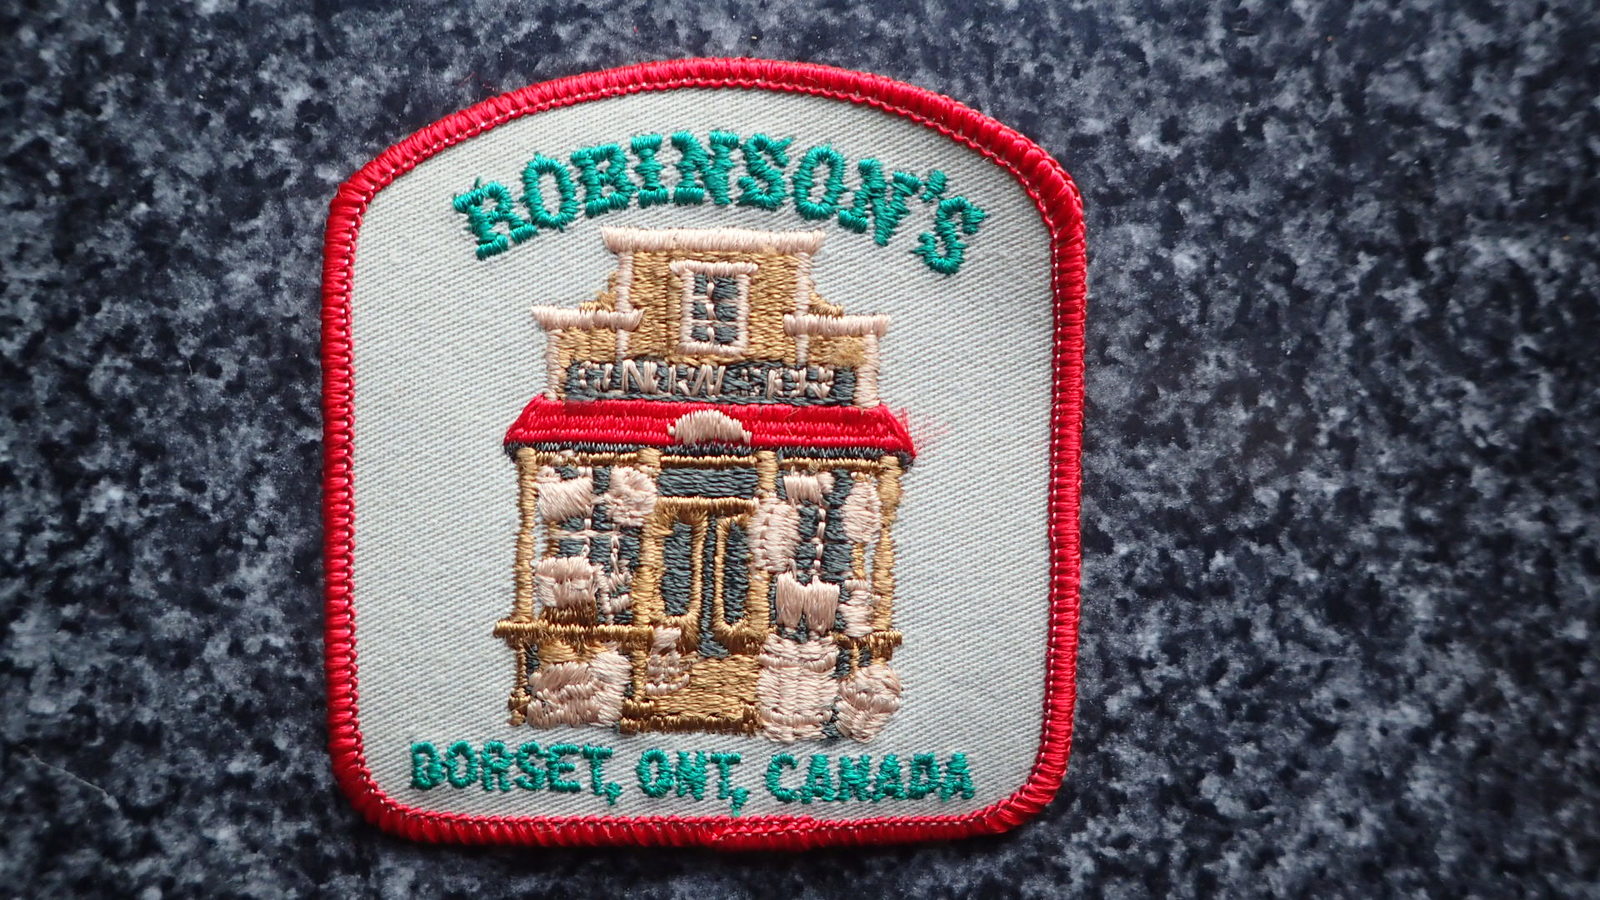 ROBINSON'S
DORSET, ONT, CANADA